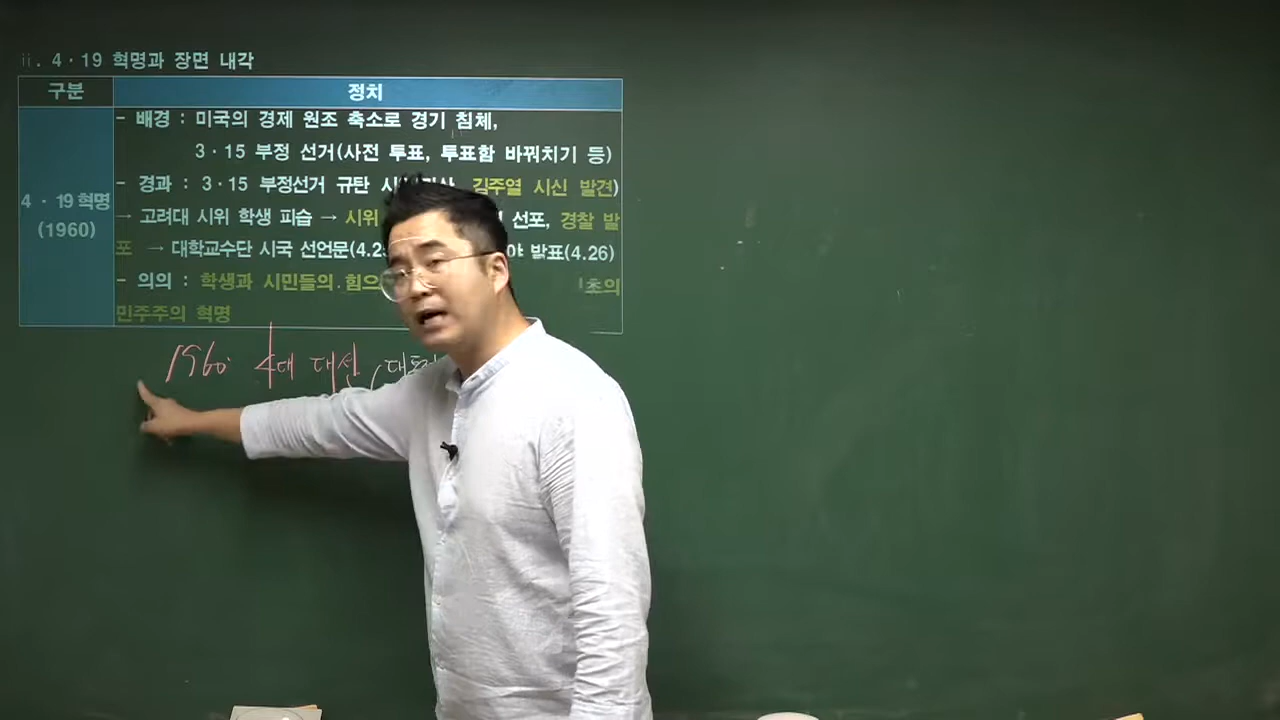 ii. 4·19 혁명과 장면 내각
구분 정치
4 · 19 혁명
(1960)
- 배경 : 미국의 경제 원조 축소로 경기 침체,
3·15 부정 선거(사전 투표, 투표함 바꿔치기 등)
- 경과 : 3·15 부정선거 규탄 김주열 시신 발견)
→ 고려대 시위 학생 피습 → 시위 선포, 경찰 발
포 → 대학교수단 시국 선언문(4.2 발표(4.26)
- 의의 : 학생과 시민들의 초의
민주주의 혁명
1960 4대 대선